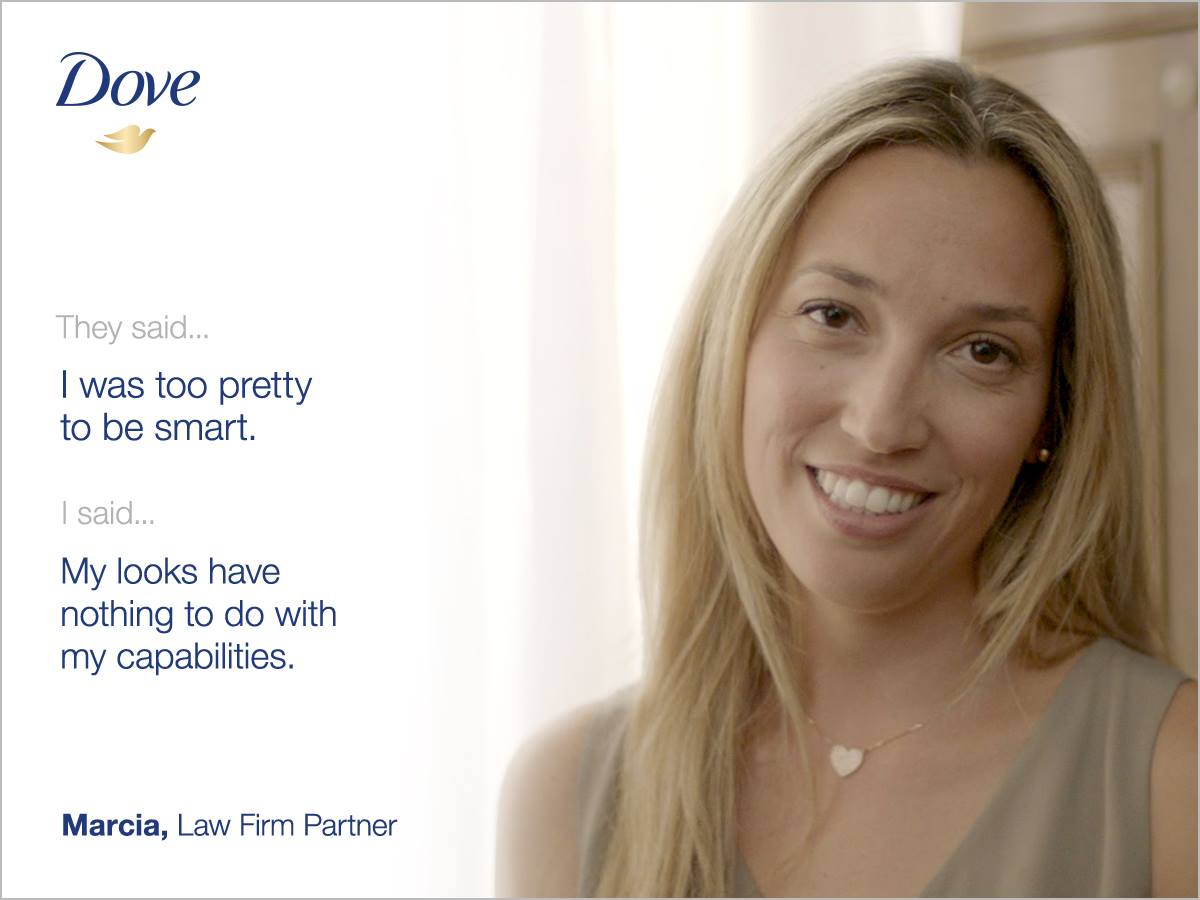 Dove
They said...
I was too pretty
to be smart.
I said...
My looks have
nothing to do with
my capabilities.
Marcia, Law Firm Partner